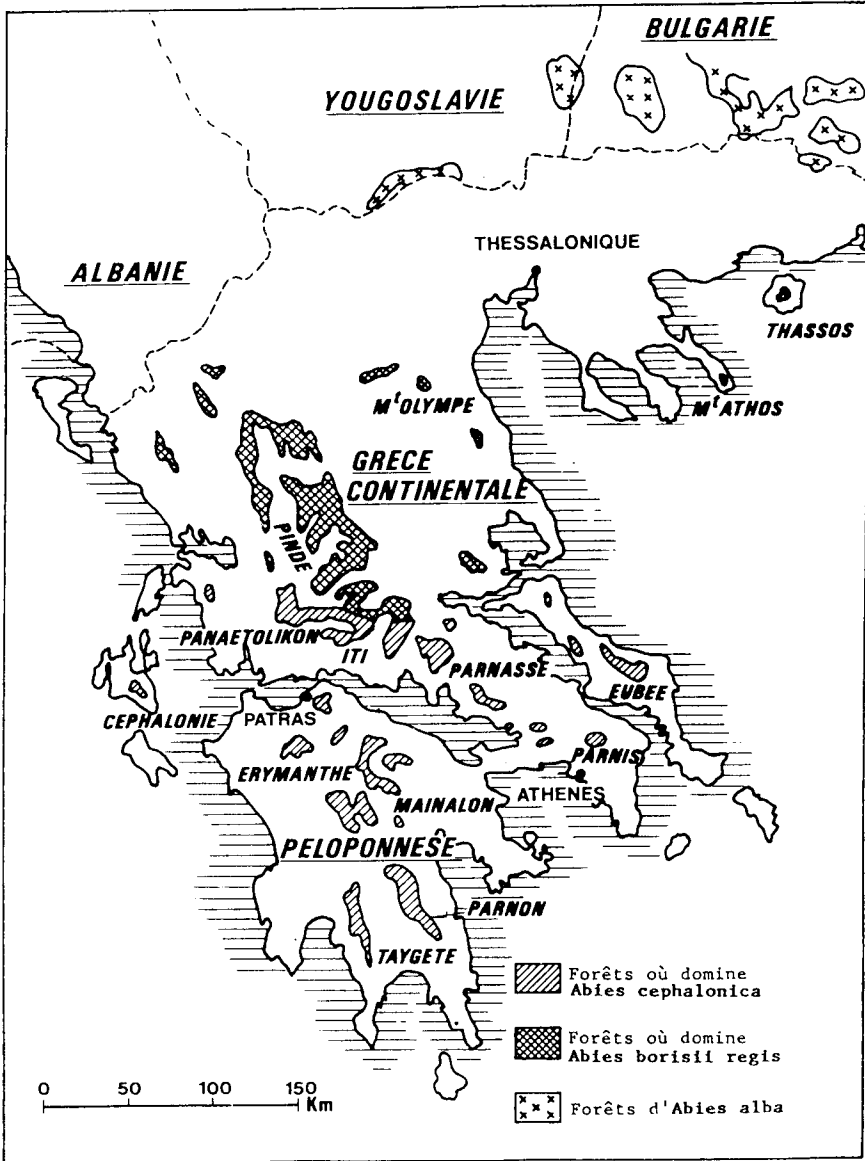 BULGARIE
YOUGOSLAVIE
THESSALONIQUE
ALBANIE
THASSOS
Mt OLYMPE
Mt ATHOS
GRECE
CONTINENTALE
PINDE
PANAETOLIKON
ITI
PARNASSE
EUBEE
CEPHALONIE
PATRAS
PARNIS
ERYMANTHE
MAINALON
ATHENES
PELOPONNESE
PARNON
TAYGETE
Forêts où domine
Abies cephalonica
Forêts où domine
Abies borisii regis
0 50 100 150
Km
Forêts d'Abies alba